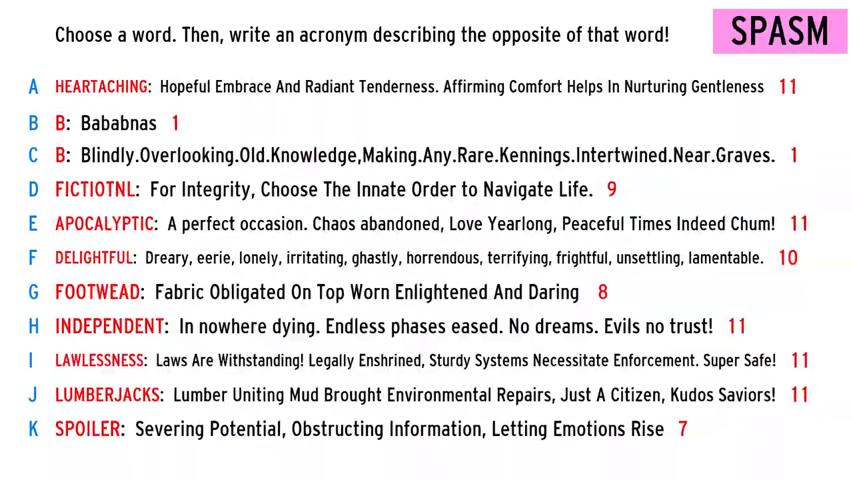 Choose a word. Then, write an acronym describing the opposite of that word!
SPASM
A HEARTACHING: Hopeful Embrace And Radiant Tenderness. Affirming Comfort Helps In Nurturing Gentleness 11
B B: Bababnas 1
C B: Blindly.Overlooking.Old.Knowledge,Making.Any.Rare.Kennings.Intertwined.Near.Graves. 1
D FICTIOTNL: For Integrity, Choose The Innate Order to Navigate Life. 9
E APOCALYPTIC: A perfect occasion. Chaos abandoned, Love Yearlong, Peaceful Times Indeed Chum! 11
F DELIGHTFUL: Dreary, eerie, lonely, irritating, ghastly, horrendous, terrifying, frightful, unsettling, lamentable. 10
G FOOTWEAD: Fabric Obligated On Top Worn Enlightened And Daring 8
H INDEPENDENT: In nowhere dying. Endless phases eased. No dreams. Evils no trust! 11
I LAWLESSNESS: Laws Are Withstanding! Legally Enshrined, Sturdy Systems Necessitate Enforcement. Super Safe! 11
J LUMBERJACKS: Lumber Uniting Mud Brought Environmental Repairs, Just A Citizen, Kudos Saviors! 11
K SPOILER: Severing Potential, Obstructing Information, Letting Emotions Rise 7